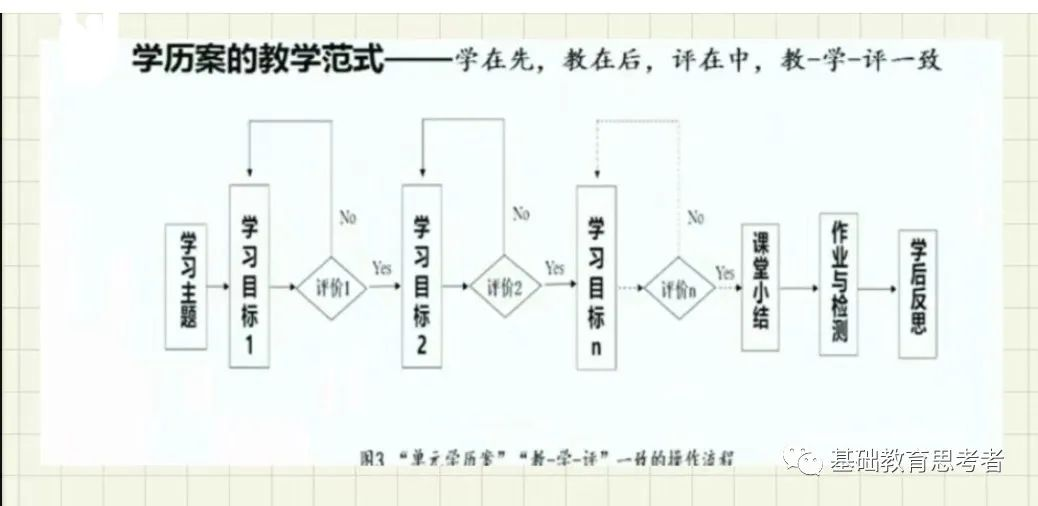 学历案的教学范式——学在先，教在后，评在中，教-学-评一致
No
No
No
学习主题
学习目标1
评价1
Yes
学习目标2
评价2
Yes
学习目标n
评价n
Yes
课堂小结
作业与检测
学后反思
图3 “单元学历案”“教-学-评”一致的操作流程
基础教育思考者